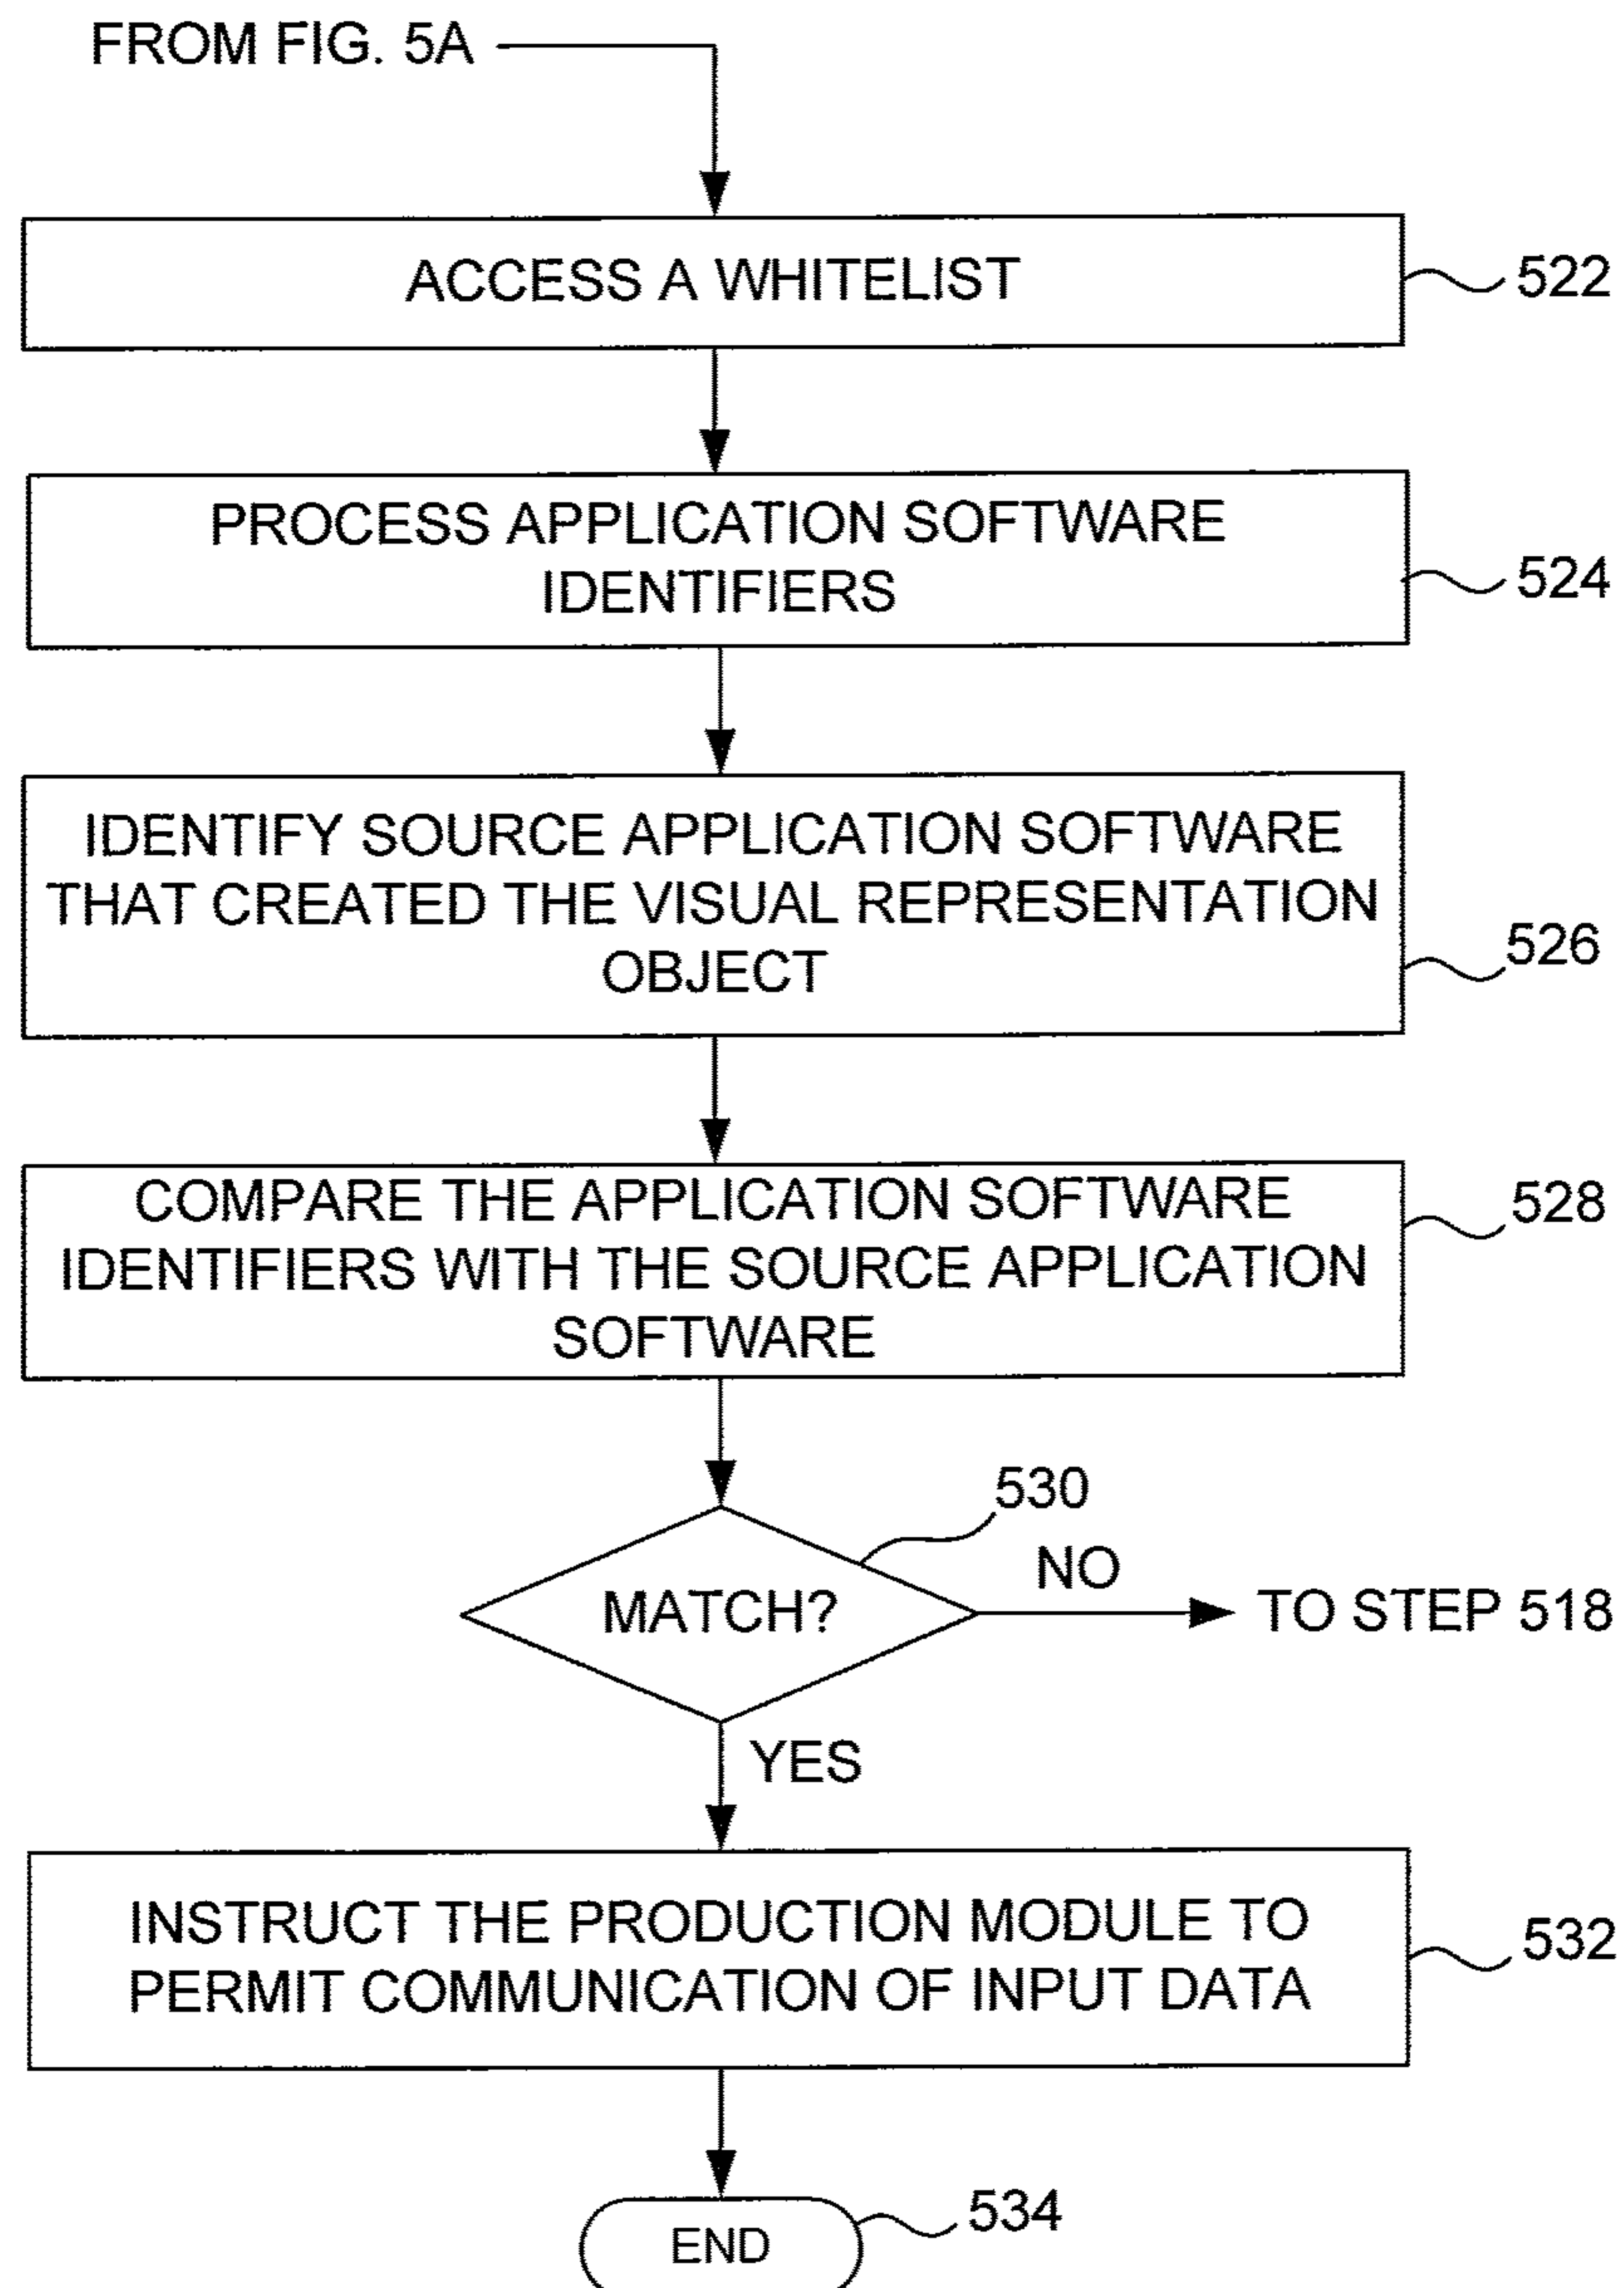 FROM FIG. 5A
ACCESS A WHITELIST
522
PROCESS APPLICATION SOFTWARE
IDENTIFIERS
524
IDENTIFY SOURCE APPLICATION SOFTWARE
THAT CREATED THE VISUAL REPRESENTATION
OBJECT
526
COMPARE THE APPLICATION SOFTWARE
IDENTIFIERS WITH THE SOURCE APPLICATION
SOFTWARE
528
530
MATCH?
NO
TO STEP 518
YES
INSTRUCT THE PRODUCTION MODULE TO
PERMIT COMMUNICATION OF INPUT DATA
532
END
534